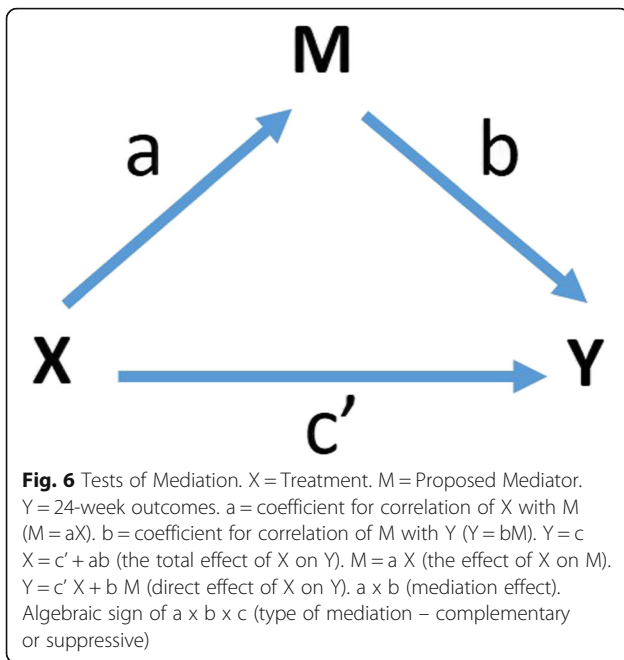 M
a
b
X
Y
c’
Fig. 6 Tests of Mediation. X = Treatment. M = Proposed Mediator.
Y = 24-week outcomes. a = coefficient for correlation of X with M
(M = aX). b = coefficient for correlation of M with Y (Y = bM). Y = c
X = c’ + ab (the total effect of X on Y). M = a X (the effect of X on M).
Y = c’ X + b M (direct effect of X on Y). a x b (mediation effect).
Algebraic sign of a x b x c (type of mediation – complementary
or suppressive)